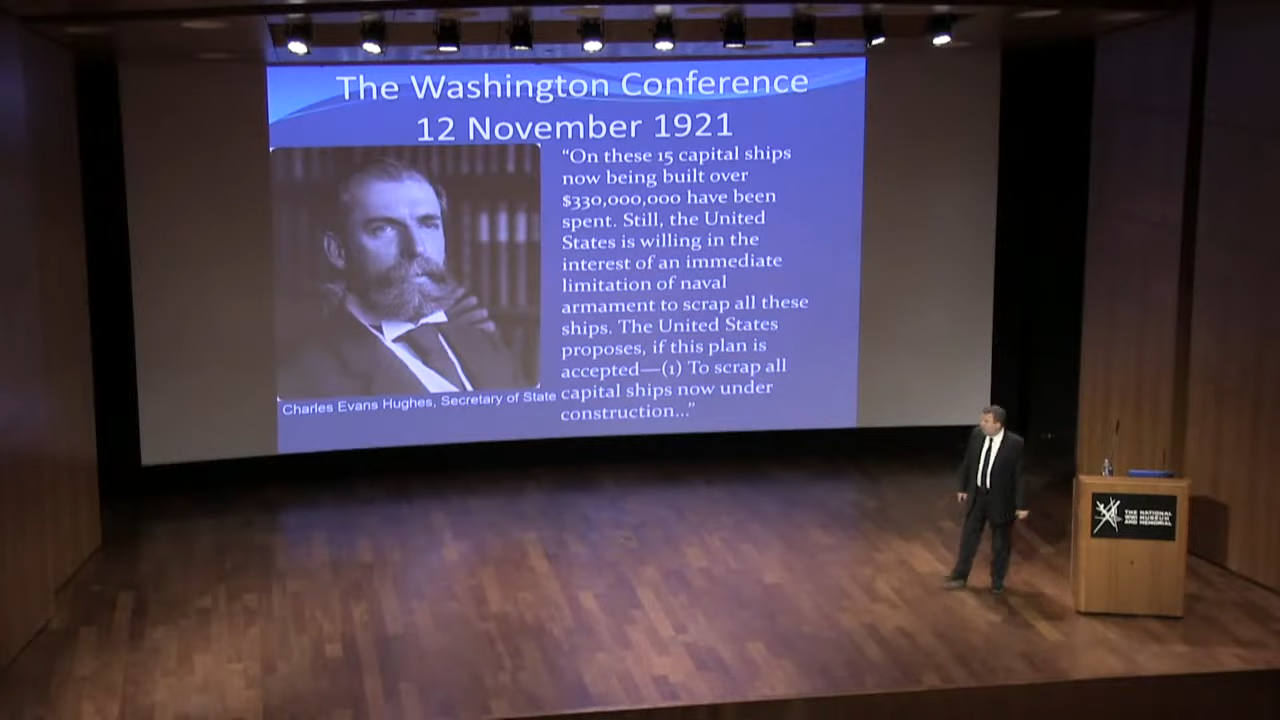 The Washington Conference
12 November 1921
“On these 15 capital ships
now being built over
$330,000,000 have been
spent. Still, the United
States is willing in the
interest of an immediate
limitation of naval
armament to scrap all these
ships. The United States
proposes, if this plan is
accepted—(1) To scrap all
capital ships now under
construction...”
Charles Evans Hughes, Secretary of State
THE NATIONAL
WWI MUSEUM
AND MEMORIAL